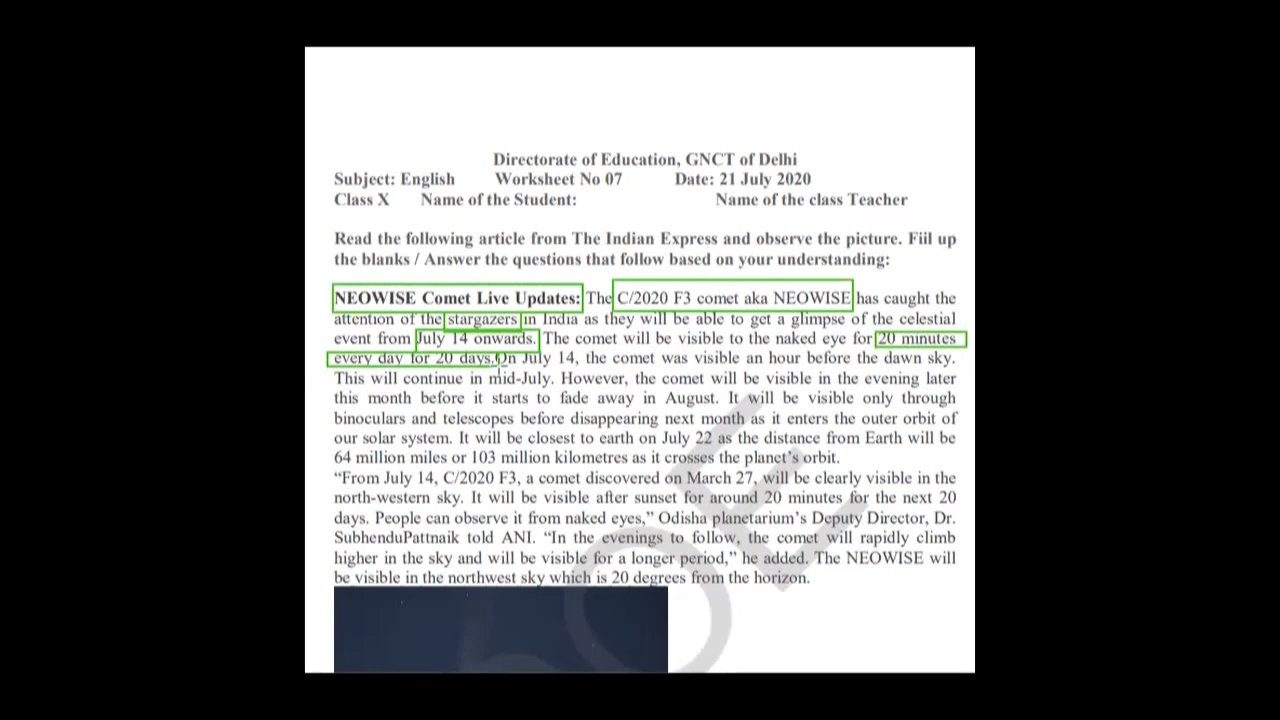 Directorate of Education, GNCT of Delhi
Subject: English Worksheet No 07 Date: 21 July 2020
Class X Name of the Student: Name of the class Teacher
Read the following article from The Indian Express and observe the picture. Fiil up
the blanks / Answer the questions that follow based on your understanding:
NEOWISE Comet Live Updates: The C/2020 F3 comet aka NEOWISE has caught the
attention of the stargazers in India as they will be able to get a glimpse of the celestial
event from July 14 onwards. The comet will be visible to the naked eye for 20 minutes
every day for 20 days. On July 14, the comet was visible an hour before the dawn sky.
This will continue in mid-July. However, the comet will be visible in the evening later
this month before it starts to fade away in August. It will be visible only through
binoculars and telescopes before disappearing next month as it enters the outer orbit of
our solar system. It will be closest to earth on July 22 as the distance from Earth will be
64 million miles or 103 million kilometres as it crosses the planet's orbit.
“From July 14, C/2020 F3, a comet discovered on March 27, will be clearly visible in the
north-western sky. It will be visible after sunset for around 20 minutes for the next 20
days. People can observe it from naked eyes,” Odisha planetarium's Deputy Director, Dr.
SubhenduPattnaik told ANI. “In the evenings to follow, the comet will rapidly climb
higher in the sky and will be visible for a longer period,” he added. The NEOWISE will
be visible in the northwest sky which is 20 degrees from the horizon.